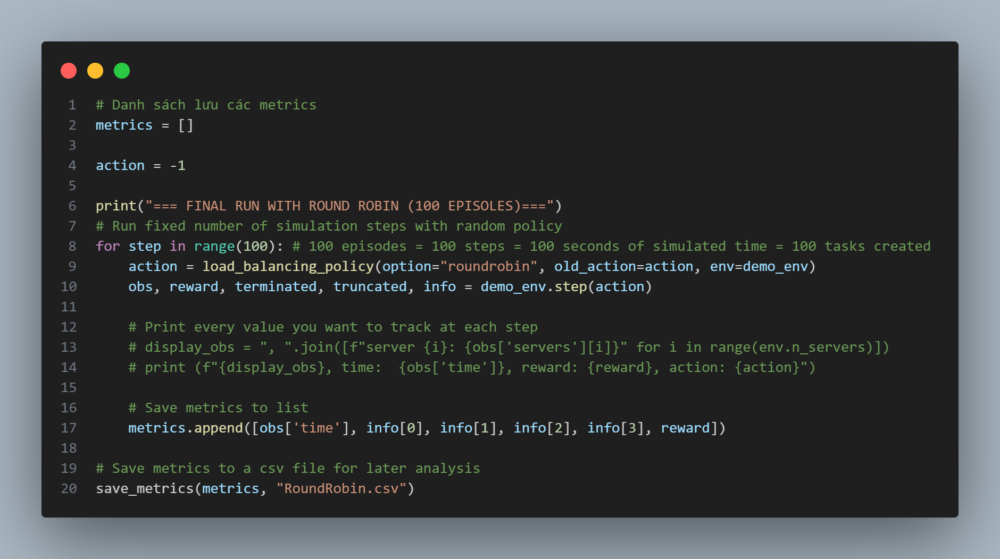 1 # Danh sách lưu các metrics
2 metrics = []
3
4 action = -1
5
6 print("=== FINAL RUN WITH ROUND ROBIN (100 EPISOLES)===")
7 # Run fixed number of simulation steps with random policy
8 for step in range(100): # 100 episodes = 100 steps = 100 seconds of simulated time = 100 tasks created
9     action = load_balancing_policy(option="roundrobin", old_action=action, env=demo_env)
10     obs, reward, terminated, truncated, info = demo_env.step(action)
11
12     # Print every value you want to track at each step
13     # display_obs = ", ".join([f"server {i}: {obs['servers'][i]}" for i in range(env.n_servers)])
14     # print (f"{display_obs}, time:  {obs['time']}, reward: {reward}, action: {action}")
15
16     # Save metrics to list
17     metrics.append([obs['time'], info[0], info[1], info[2], info[3], reward])
18
19 # Save metrics to a csv file for later analysis
20 save_metrics(metrics, "RoundRobin.csv")